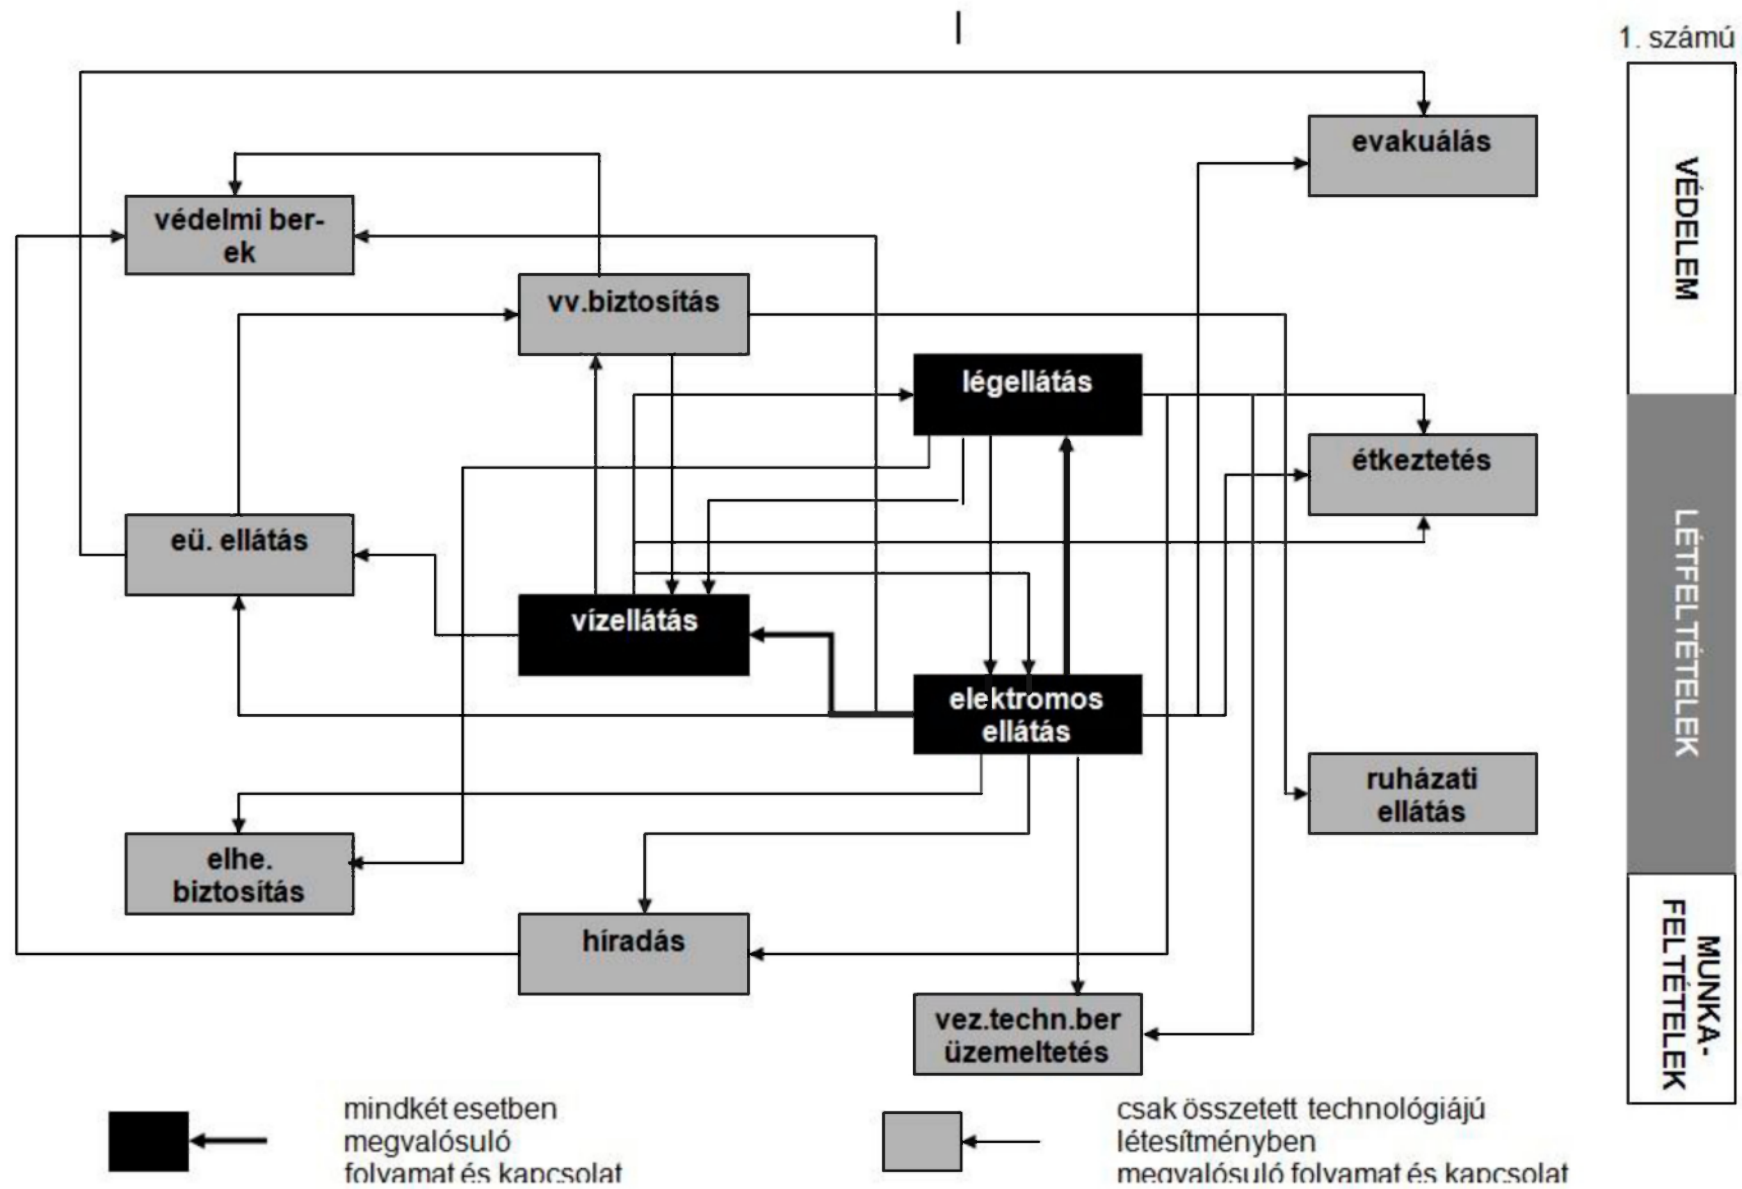 1. számú
evakuálás
védelmi ber-
ek
vv.biztosítás
légellátás
étkeztetés
eü. ellátás
vízellátás
elektromos
ellátás
ruházati
ellátás
elhe.
biztosítás
híradás
vez.techn.ber
üzemeltetés
VÉDELEM
LÉTFELTÉTELEK
MUNKA-
FELTÉTELEK
mindkét esetben
megvalósuló
folyamat és kapcsolat
csak összetett technológiájú
létesítményben
megvalósuló folyamat és kapcsolat